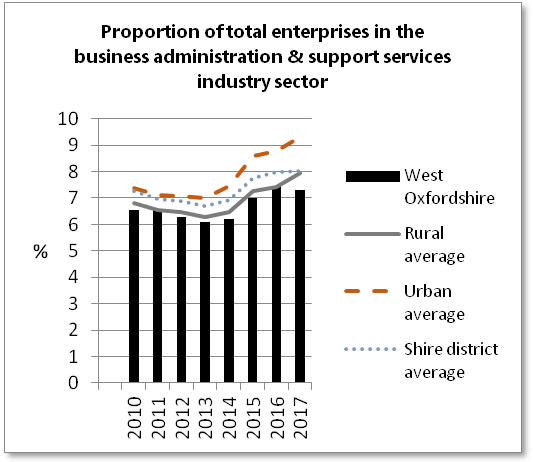 Proportion of total enterprises in the
business administration & support services
industry sector
10
9
8
7
6
5
4
3
2
1
0
%
2010
2011
2012
2013
2014
2015
2016
2017
West
Oxfordshire
Rural
average
Urban
average
Shire district
average